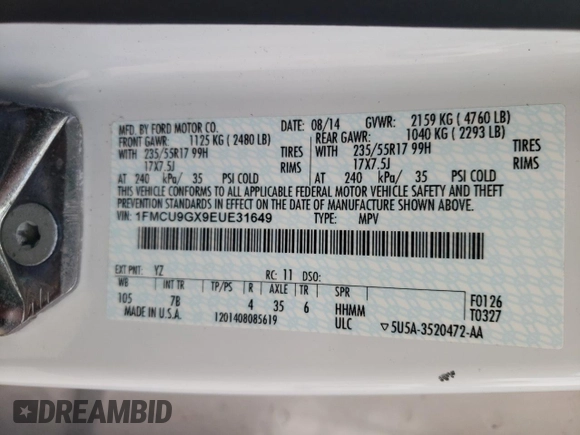 MFD. BY FORD MOTOR CO.
DATE: 08/14 GVWR: 2159 KG ( 4760 LB)
FRONT GAWR: 1125 KG ( 2480 LB)
REAR GAWR: 1040 KG ( 2293 LB)
WITH 235/55R17 99H TIRES
WITH 235/55R17 99H TIRES
17X7.5J RIMS
17X7.5J RIMS
AT 240 kPa/ 35 PSI COLD
AT 240 kPa/ 35 PSI COLD
THIS VEHICLE CONFORMS TO ALL APPLICABLE FEDERAL MOTOR VEHICLE SAFETY AND THEFT
PREVENTION STANDARDS IN EFFECT ON THE DATE OF MANUFACTURE SHOWN ABOVE.
VIN: 1FMCU9GX9EUE31649 TYPE: MPV
EXT PNT: YZ RC: 11 DSO:
WB INT TR TP/PS R AXLE TR SPR F0126
105 7B 4 35 6 HHMM T0327
MADE IN U.S.A. 1201408085619 ULC ▽5U5A-3520472-AA
DREAMBID